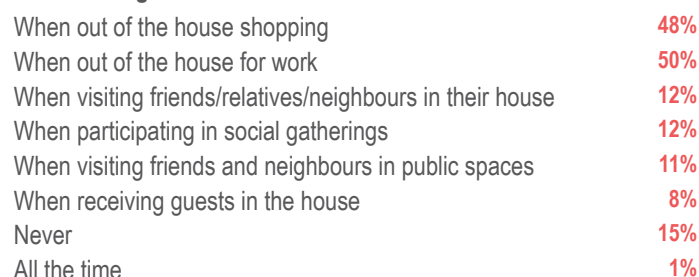 When out of the house shopping 48%
When out of the house for work 50%
When visiting friends/relatives/neighbours in their house 12%
When participating in social gatherings 12%
When visiting friends and neighbours in public spaces 11%
When receiving guests in the house 8%
Never 15%
All the time 1%